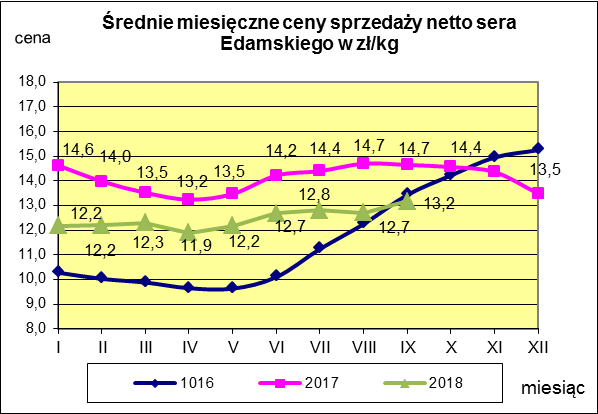 Średnie miesięczne ceny sprzedaży netto sera
Edamskiego w zł/kg
cena
18,0
17,0
16,0
15,0
14,0
13,0
12,0
11,0
10,0
9,0
8,0
14,6 14,0 13,5 13,2 13,5 14,2 14,4 14,7 14,7 14,4 13,5
12,2 12,2 12,3 11,9 12,2 12,7 12,8 12,7 13,2
I II III IV V VI VII VIII IX X XI XII
1016 2017 2018
miesiąc